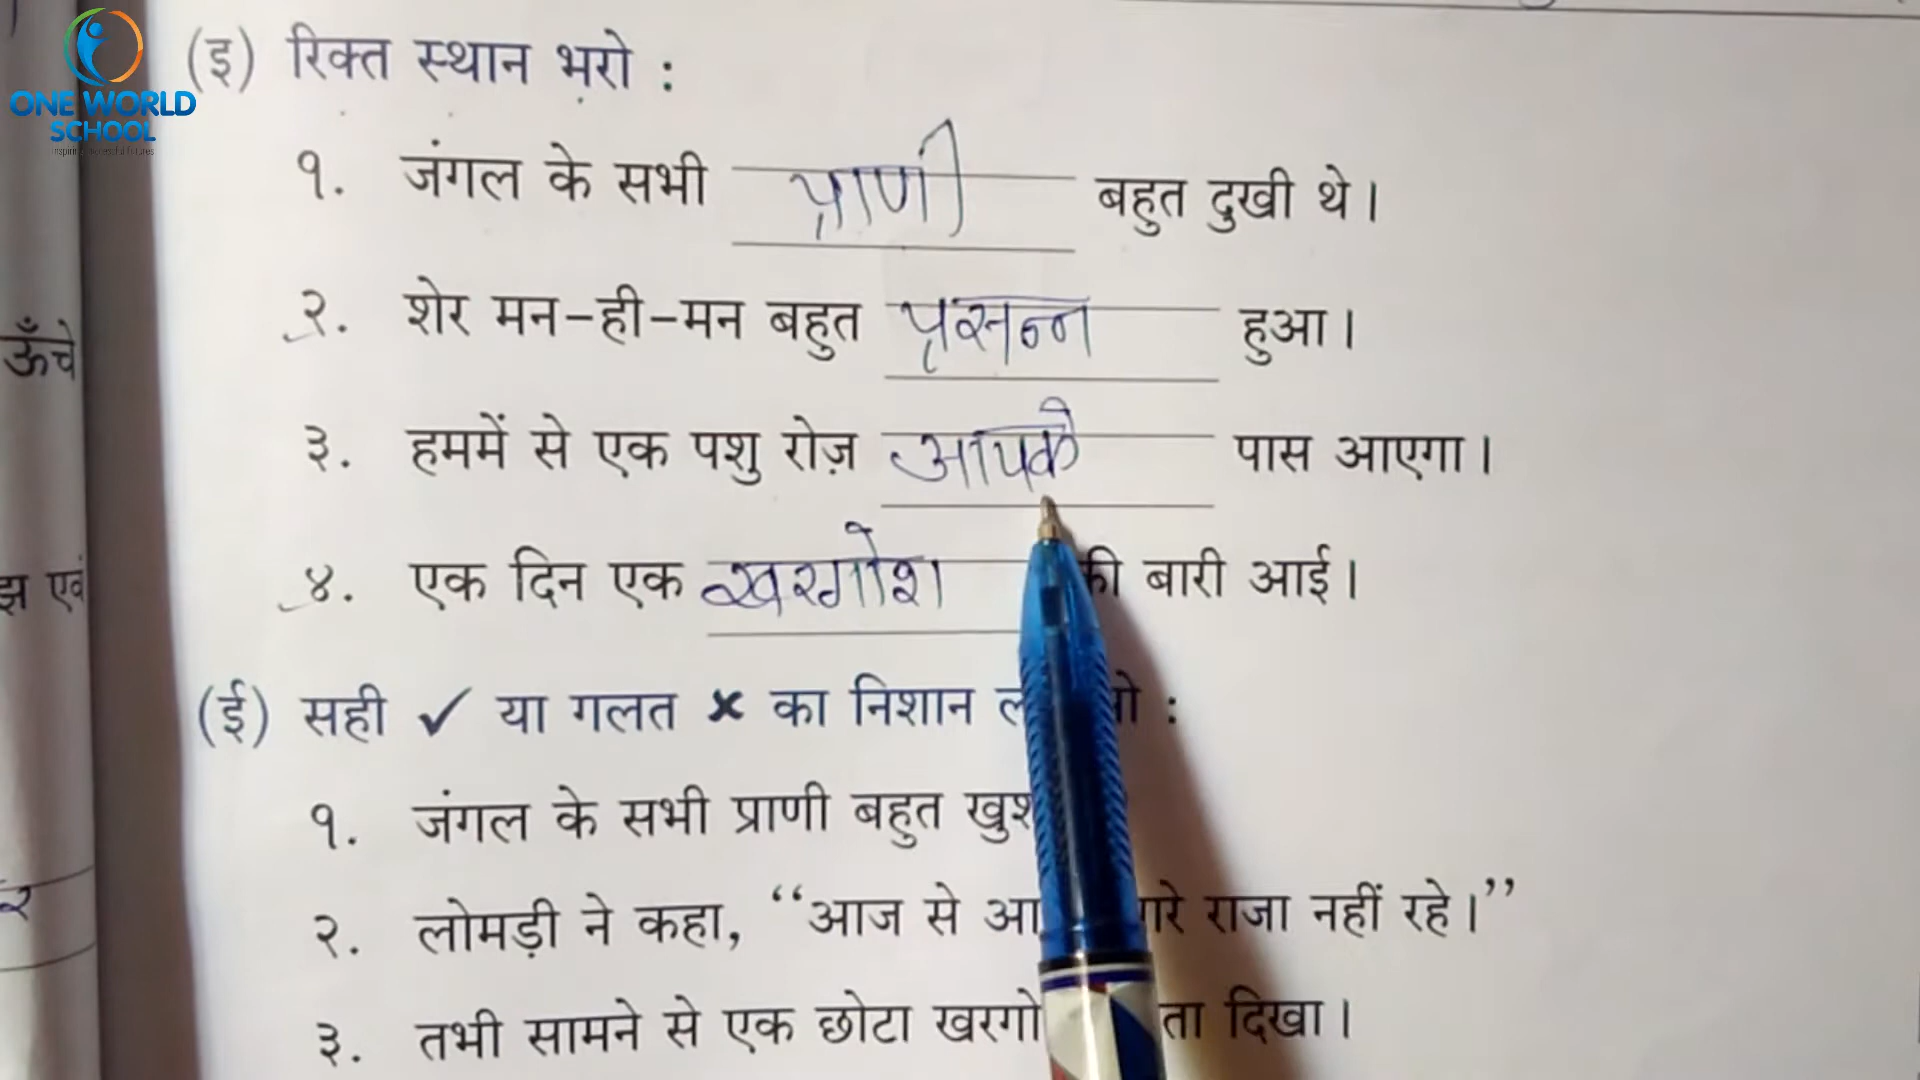 ONE WORLD
SCHOOL
(इ) रिक्त स्थान भरो :
१. जंगल के सभी प्राणी बहुत दुखी थे।
२. शेर मन-ही-मन बहुत प्रसन्न हुआ।
३. हममें से एक पशु रोज़ आपके पास आएगा।
४. एक दिन एक खरगोश की बारी आई।
(ई) सही ✓ या गलत ✗ का निशान :
१. जंगल के सभी प्राणी बहुत
२. लोमड़ी ने कहा, “आज से राजा नहीं रहे।”
३. तभी सामने से एक छोटा दिखा।
ऊँचे
एवं